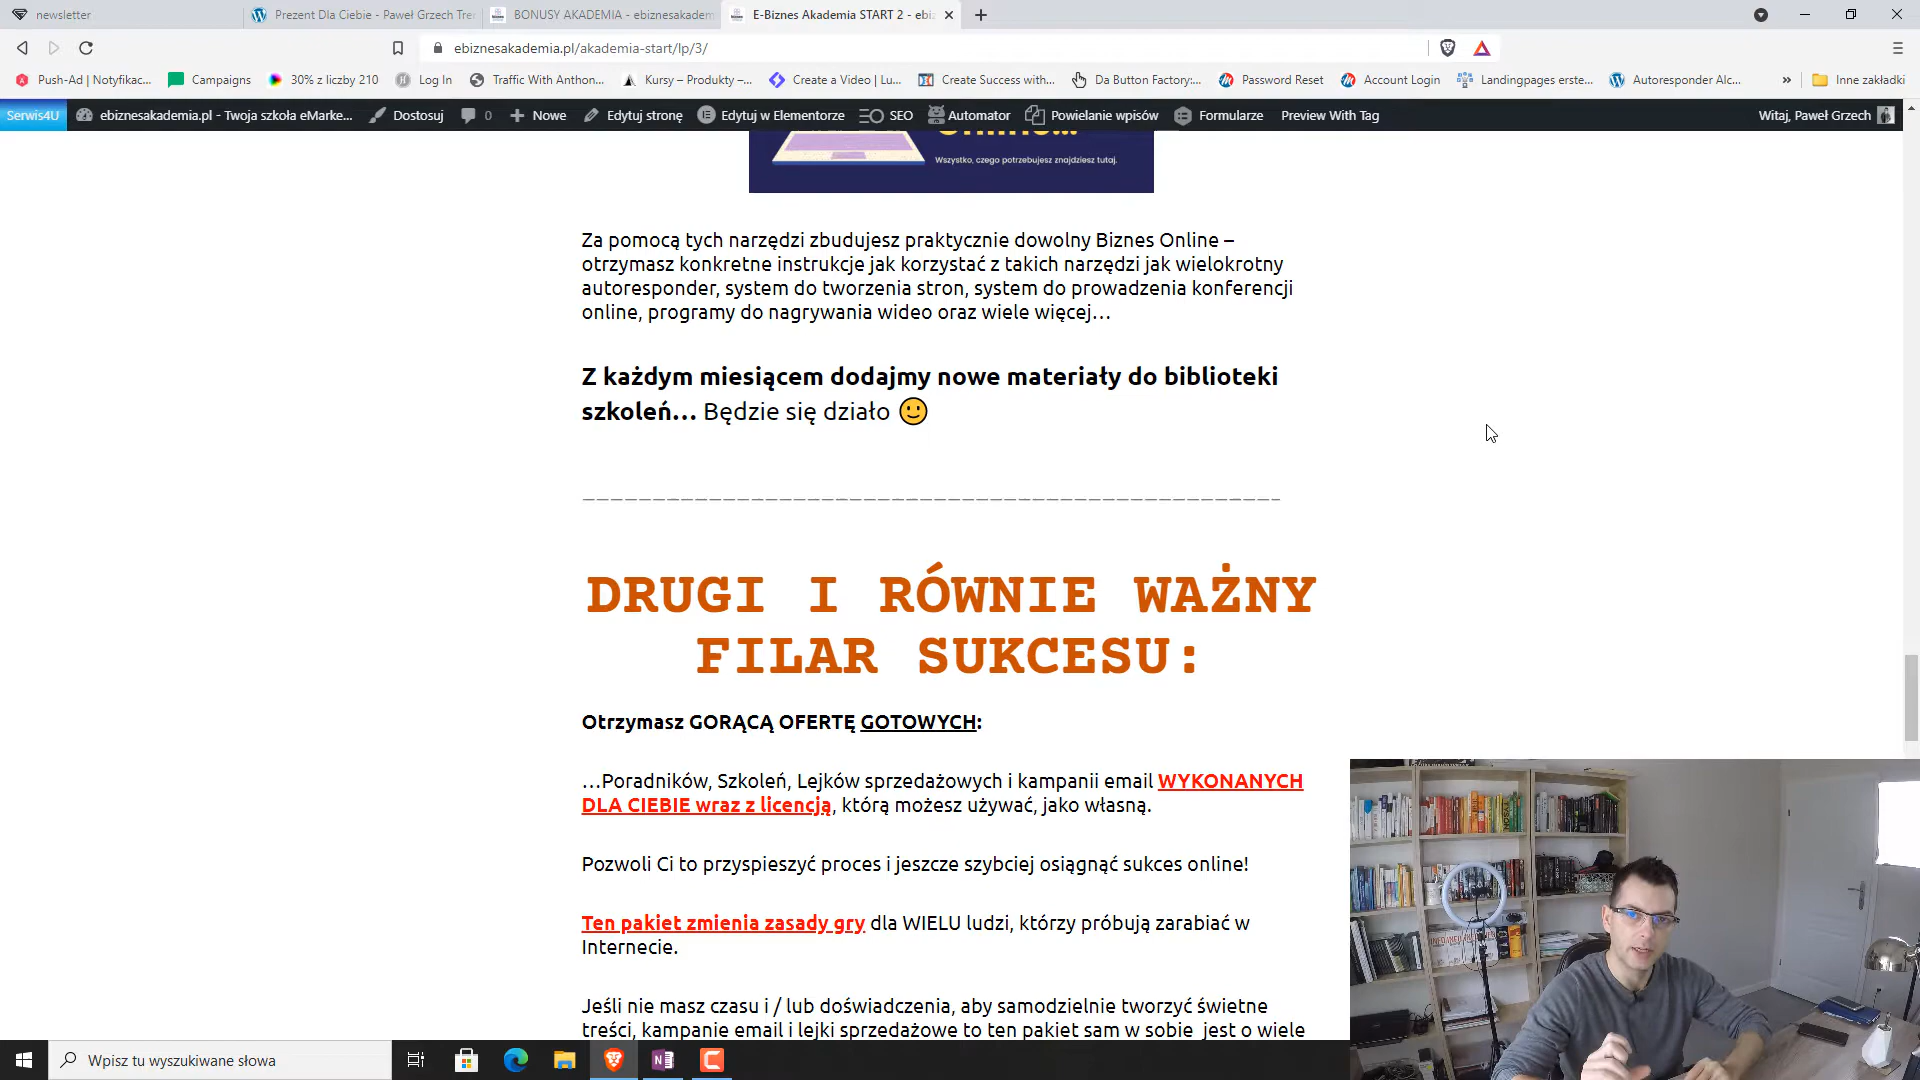 newsletter
Prezent Dla Ciebie - Paweł Grzech Tre
BONUSY AKADEMIA - ebiznesakadem
E-Biznes Akademia START 2 - ebi
ebiznesakademia.pl/akademia-start/lp/3/
Push-Ad | Notyfikac...
Campaigns
30% z liczby 210
Log In
Traffic With Anthon...
Kursy – Produkty –...
Create a Video | Lu...
Create Success with...
Da Button Factory:...
Password Reset
Account Login
Landingpages erste...
Autoresponder Alc...
»
Inne zakładki
Serwis4U
ebiznesakademia.pl - Twoja szkoła eMarke...
Dostosuj
0
Nowe
Edytuj stronę
Edytuj w Elementorze
SEO
Automator
Powielanie wpisów
Formularze
Preview With Tag
Witaj, Paweł Grzech
Wszystko, czego potrzebujesz znajdziesz tutaj.
Za pomocą tych narzędzi zbudujesz praktycznie dowolny Biznes Online –
otrzymasz konkretne instrukcje jak korzystać z takich narzędzi jak wielokrotny
autoresponder, system do tworzenia stron, system do prowadzenia konferencji
online, programy do nagrywania wideo oraz wiele więcej…
Z każdym miesiącem dodajmy nowe materiały do biblioteki
szkoleń… Będzie się działo 🙂
DRUGI I RÓWNIE WAŻNY
FILAR SUKCESU:
Otrzymasz GORĄCĄ OFERTĘ GOTOWYCH:
…Poradników, Szkoleń, Lejków sprzedażowych i kampanii email WYKONANYCH
DLA CIEBIE wraz z licencją, którą możesz używać, jako własną.
Pozwoli Ci to przyspieszyć proces i jeszcze szybciej osiągnąć sukces online!
Ten pakiet zmienia zasady gry dla WIELU ludzi, którzy próbują zarabiać w
Internecie.
Jeśli nie masz czasu i / lub doświadczenia, aby samodzielnie tworzyć świetne
treści, kampanie email i lejki sprzedażowe to ten pakiet sam w sobie jest o wiele
Wpisz tu wyszukiwane słowa